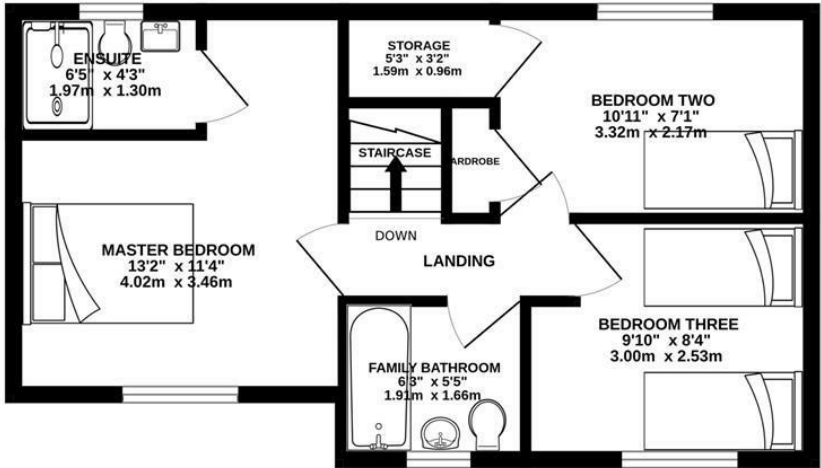 ENSUITE
6'5" x 4'3"
1.97m x 1.30m
STORAGE
5'3" x 3'2"
1.59m x 0.96m
BEDROOM TWO
10'11" x 7'1"
3.32m x 2.17m
STAIRCASE
ARDROBE
DOWN
LANDING
MASTER BEDROOM
13'2" x 11'4"
4.02m x 3.46m
FAMILY BATHROOM
6'3" x 5'5"
1.91m x 1.66m
BEDROOM THREE
9'10" x 8'4"
3.00m x 2.53m